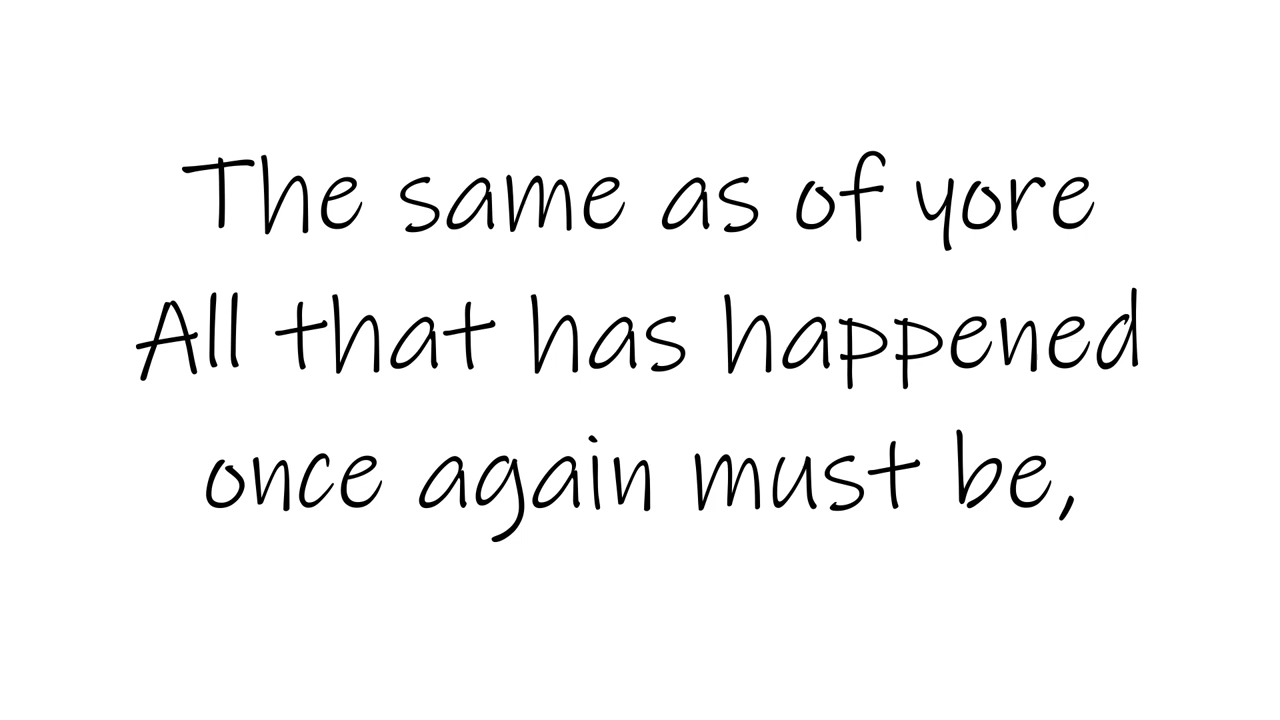 The same as of yore
All that has happened
once again must be,